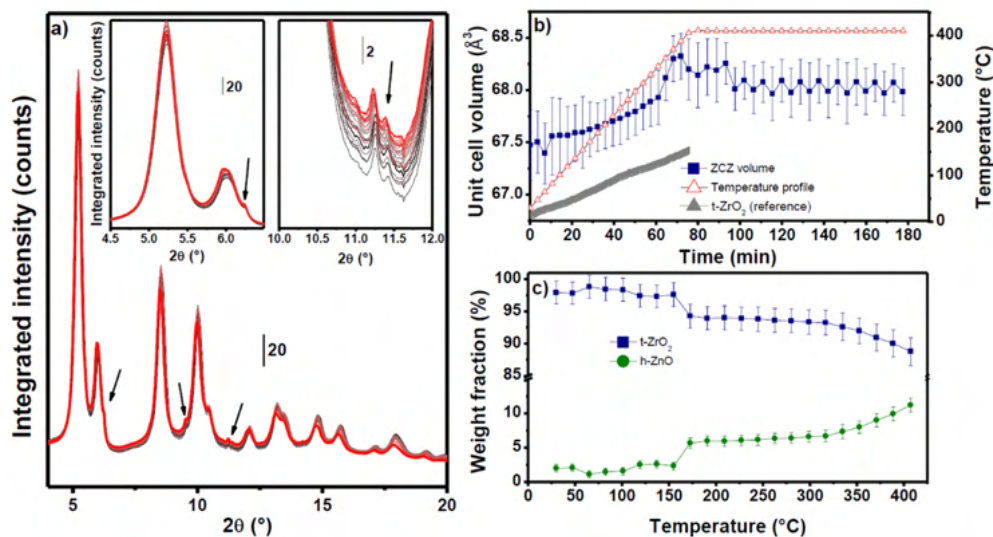 a)
Integrated intensity (counts)
2θ (°)
5
10
15
20
20
Integrated intensity (counts)
20
4.5
5.0
5.5
6.0
2θ (°)
2
10.0
10.5
11.0
11.5
12.0
2θ (°)
b)
Unit cell volume (Å³)
68.5
68.0
67.5
67.0
Temperature (°C)
400
300
200
100
0
ZCZ volume
Temperature profile
t-ZrO₂ (reference)
0 20 40 60 80 100 120 140 160 180
Time (min)
c)
Weight fraction (%)
100
95
90
85
10
5
0
t-ZrO₂
h-ZnO
0 50 100 150 200 250 300 350 400
Temperature (°C)